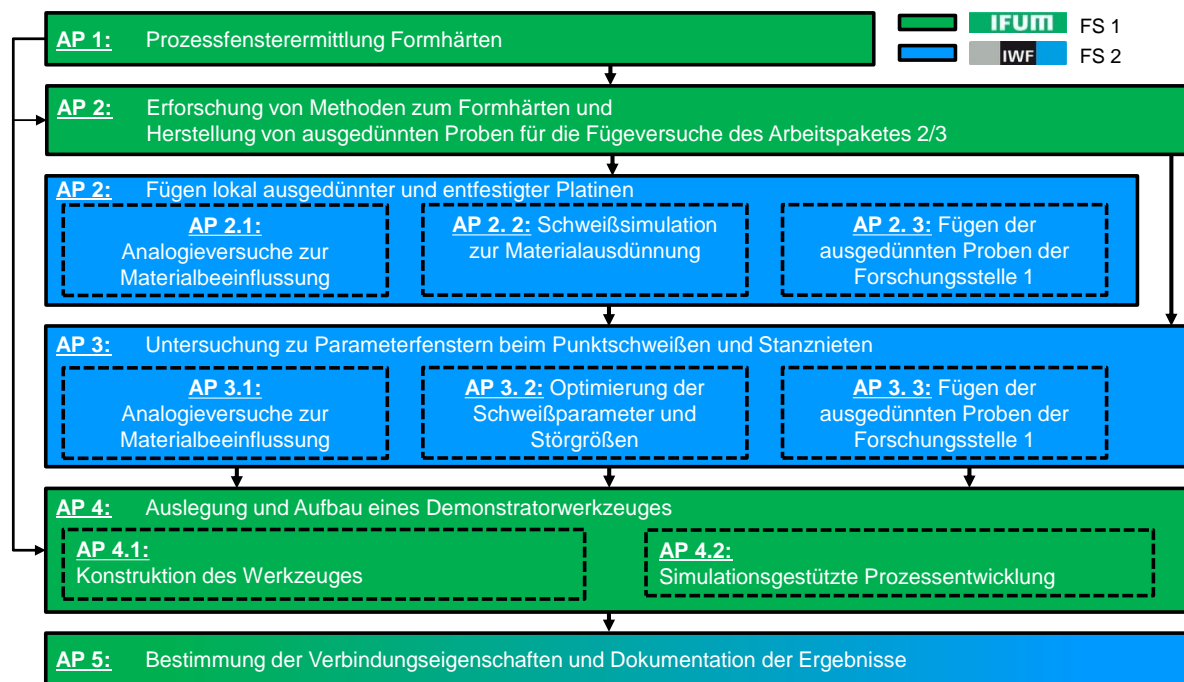 AP 1: Prozessfensterermittlung Formhärten
IFUM FS 1
IWF FS 2
AP 2: Erforschung von Methoden zum Formhärten und
Herstellung von ausgedünnten Proben für die Fügeversuche des Arbeitspaketes 2/3
AP 2: Fügen lokal ausgedünnter und entfestigter Platinen
AP 2.1:
Analogieversuche zur
Materialbeeinflussung
AP 2. 2: Schweißsimulation
zur Materialausdünnung
AP 2. 3: Fügen der
ausgedünnten Proben der
Forschungsstelle 1
AP 3: Untersuchung zu Parameterfenstern beim Punktschweißen und Stanznieten
AP 3.1:
Analogieversuche zur
Materialbeeinflussung
AP 3. 2: Optimierung der
Schweißparameter und
Störgrößen
AP 3. 3: Fügen der
ausgedünnten Proben der
Forschungsstelle 1
AP 4: Auslegung und Aufbau eines Demonstratorwerkzeuges
AP 4.1:
Konstruktion des Werkzeuges
AP 4.2:
Simulationsgestützte Prozessentwicklung
AP 5: Bestimmung der Verbindungseigenschaften und Dokumentation der Ergebnisse